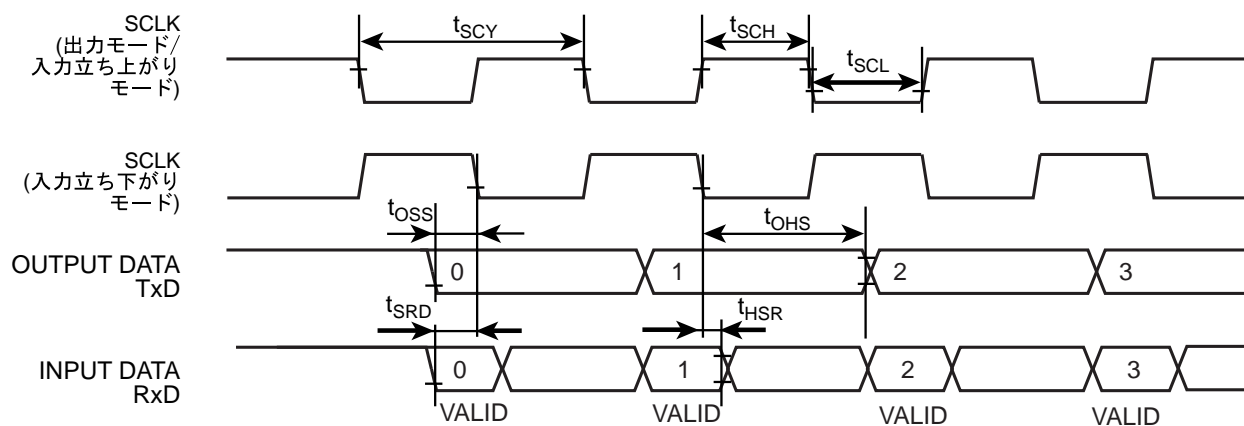 SCLK
(出力モード/
入力立ち上がり
モード)
tSCY
tSCH
tSCL
SCLK
(入力立ち下がり
モード)
tOSS
tOHS
OUTPUT DATA
TxD
0
1
2
3
tSRD
tHSR
INPUT DATA
RxD
0
1
2
3
VALID
VALID
VALID
VALID